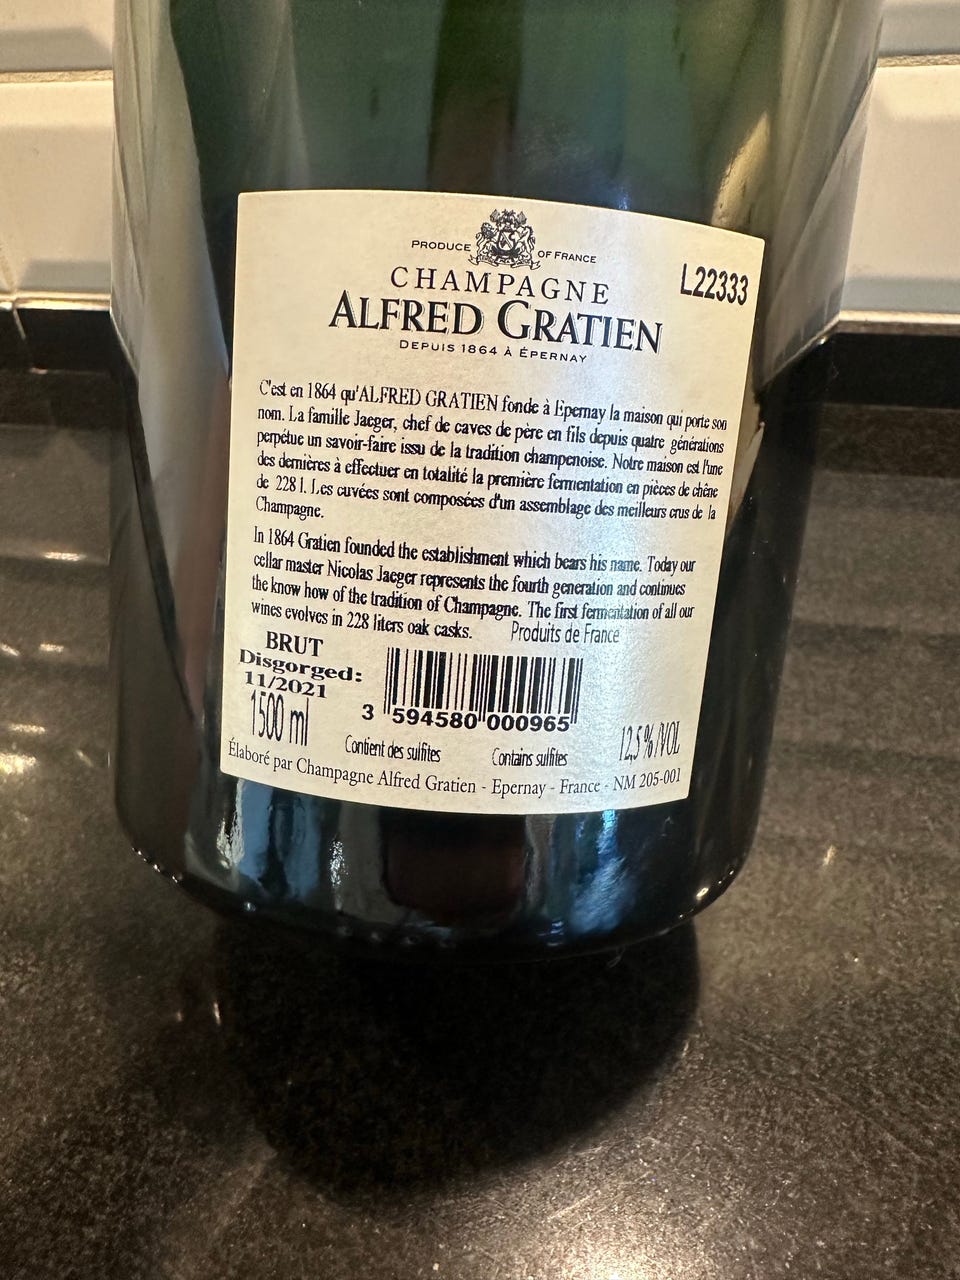 PRODUCE OF FRANCE
L22333
CHAMPAGNE
ALFRED GRATIEN
DEPUIS 1864 À ÉPERNAY
C'est en 1864 qu'ALFRED GRATIEN fonde à Epernay la maison qui porte son
nom. La famille Jaeger, chef de caves de père en fils depuis quatre générations
perpétue un savoir-faire issu de la tradition champenoise. Notre maison est l'une
des dernières à effectuer en totalité la première fermentation en pièces de chêne
de 228 l. Les cuvées sont composées d'un assemblage des meilleurs crus de la
Champagne.
In 1864 Gratien founded the establishment which bears his name. Today our
cellar master Nicolas Jaeger represents the fourth generation and continues
the know how of the tradition of Champagne. The first fermentation of all our
wines evolves in 228 liters oak casks.
Produits de France
BRUT
Disgorged:
11/2021
1500 ml
3 594580 000965
Contient des sulfites
Contains sulfites
12,5 %/VOL
Élaboré par Champagne Alfred Gratien - Epernay - France - NM 205-001